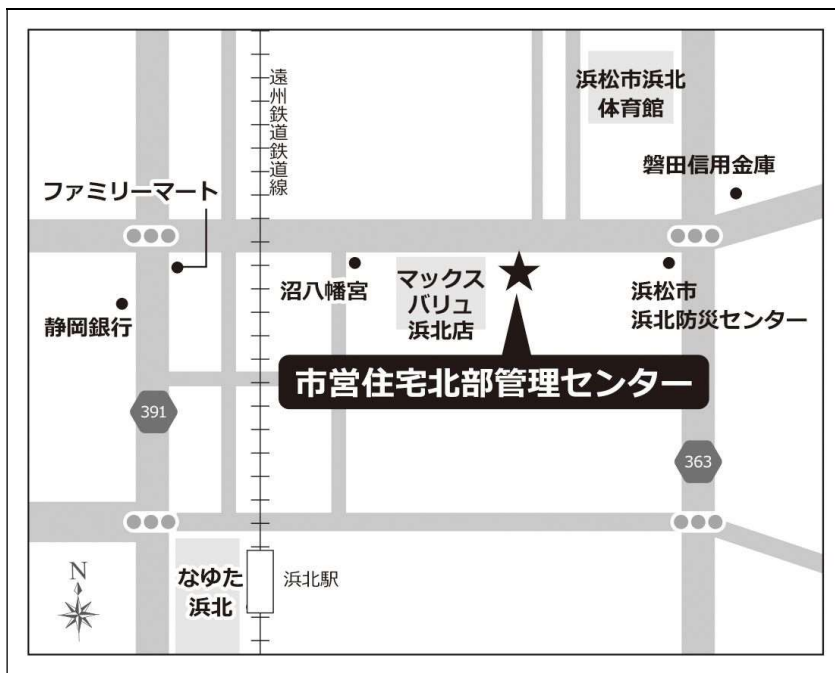 遠州鉄道鉄道線
浜松市浜北
体育館
磐田信用金庫
ファミリーマート
沼八幡宮
マックス
バリュ
浜北店
浜松市
浜北防災センター
静岡銀行
市営住宅北部管理センター
391
363
N
なゆた
浜北
浜北駅